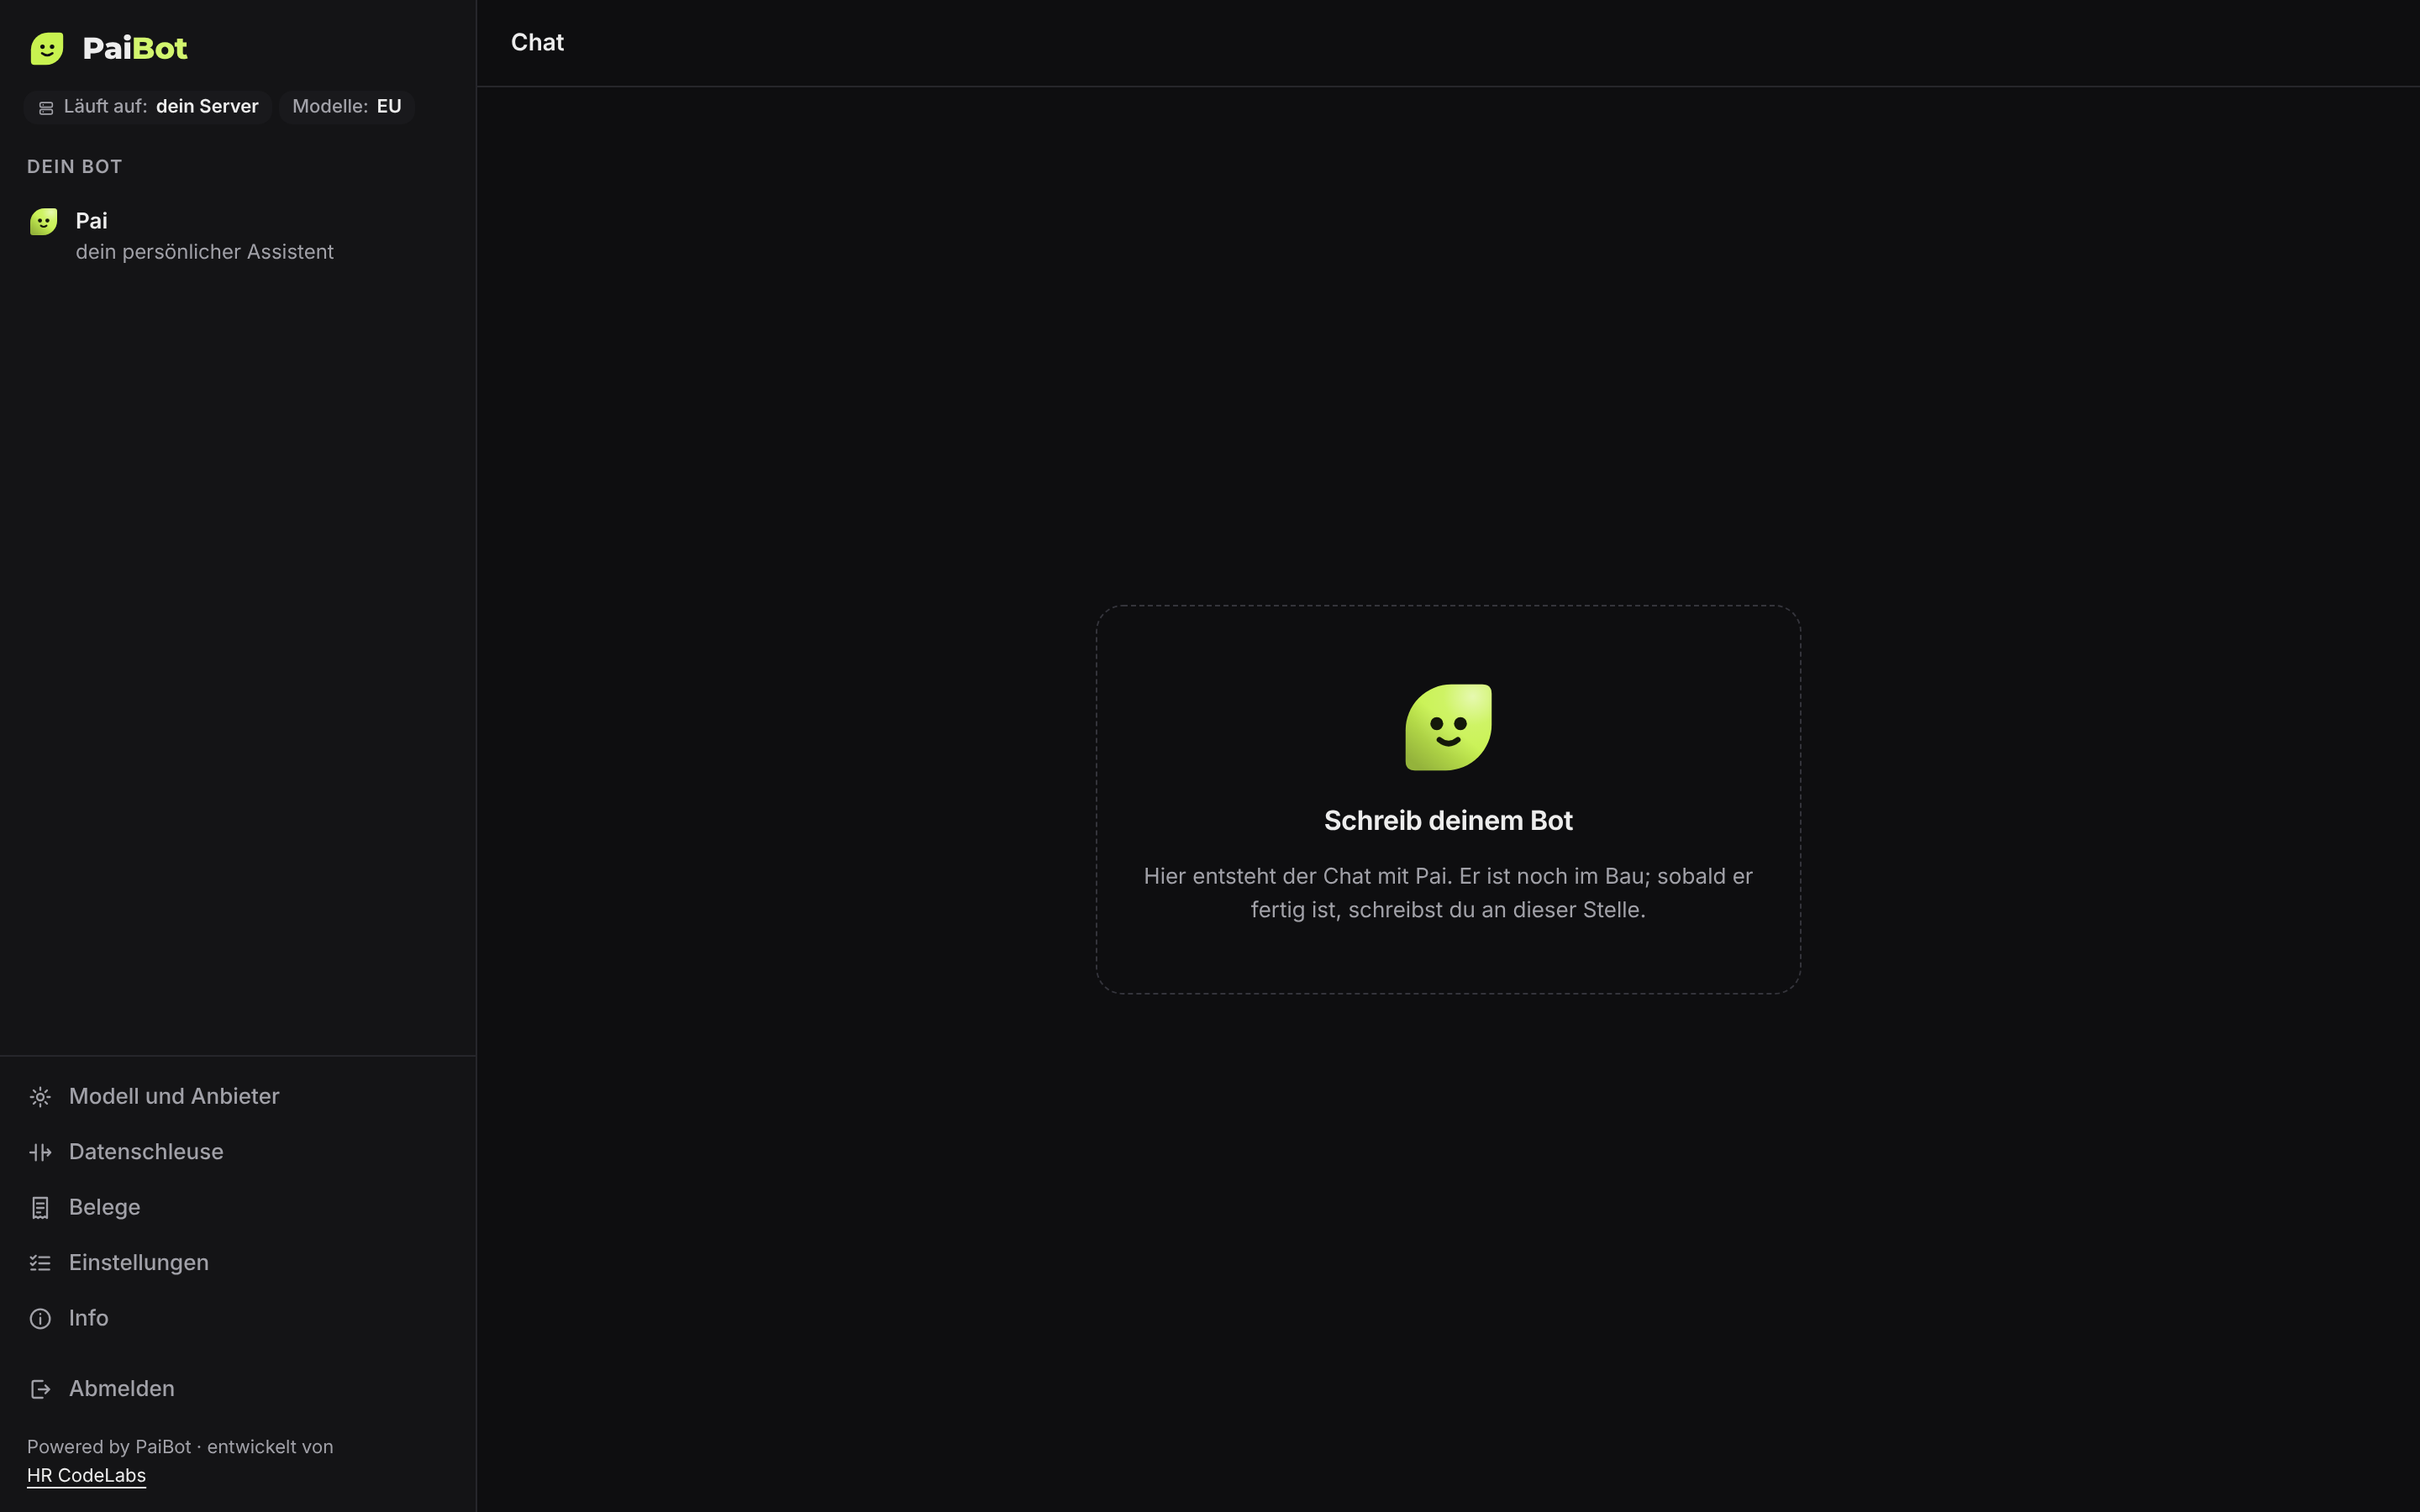 PaiBot
Läuft auf: dein Server
Modelle: EU
DEIN BOT
Pai
dein persönlicher Assistent
Modell und Anbieter
Datenschleuse
Belege
Einstellungen
Info
Abmelden
Powered by PaiBot · entwickelt von
HR CodeLabs
Chat
Schreib deinem Bot
Hier entsteht der Chat mit Pai. Er ist noch im Bau; sobald er
fertig ist, schreibst du an dieser Stelle.